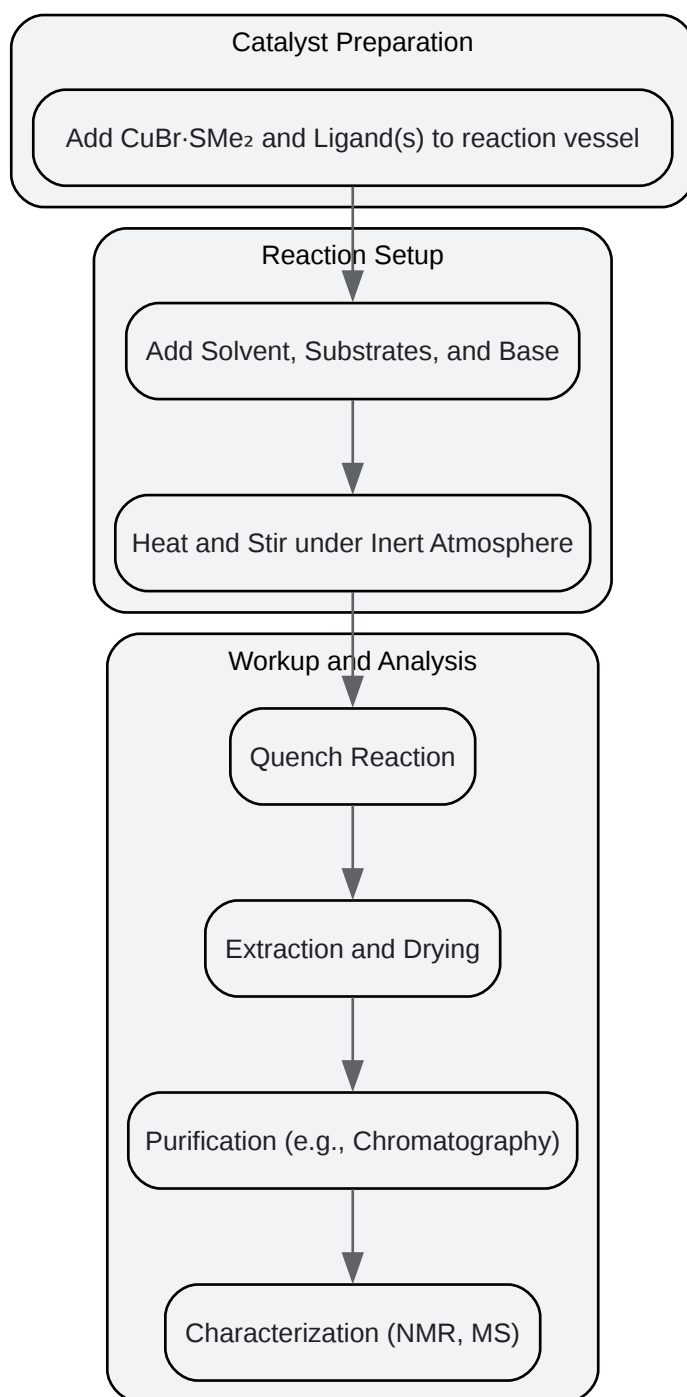 Catalyst Preparation
Add CuBr·SMe₂ and Ligand(s) to reaction vessel
Reaction Setup
Add Solvent, Substrates, and Base
Heat and Stir under Inert Atmosphere
Workup and Analysis
Quench Reaction
Extraction and Drying
Purification (e.g., Chromatography)
Characterization (NMR, MS)